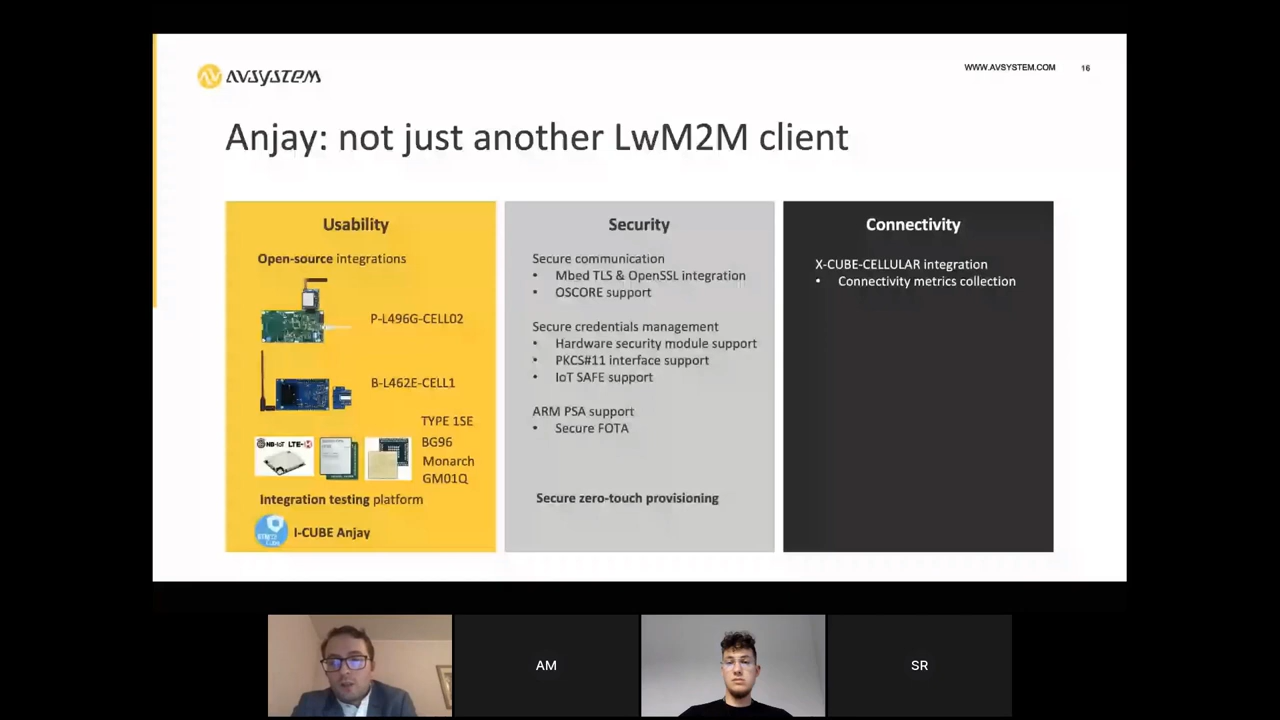 AVSYSTEM
WWW.AVSYSTEM.COM
16
Anjay: not just another LwM2M client
Usability
Open-source integrations
P-L496G-CELL02
B-L462E-CELL1
TYPE 1SE
BG96
Monarch
GM01Q
NB-IoT LTE-
Integration testing platform
I-CUBE Anjay
Security
Secure communication
• Mbed TLS & OpenSSL integration
• OSCORE support
Secure credentials management
• Hardware security module support
• PKCS#11 interface support
• IoT SAFE support
ARM PSA support
• Secure FOTA
Secure zero-touch provisioning
Connectivity
X-CUBE-CELLULAR integration
• Connectivity metrics collection
AM
SR